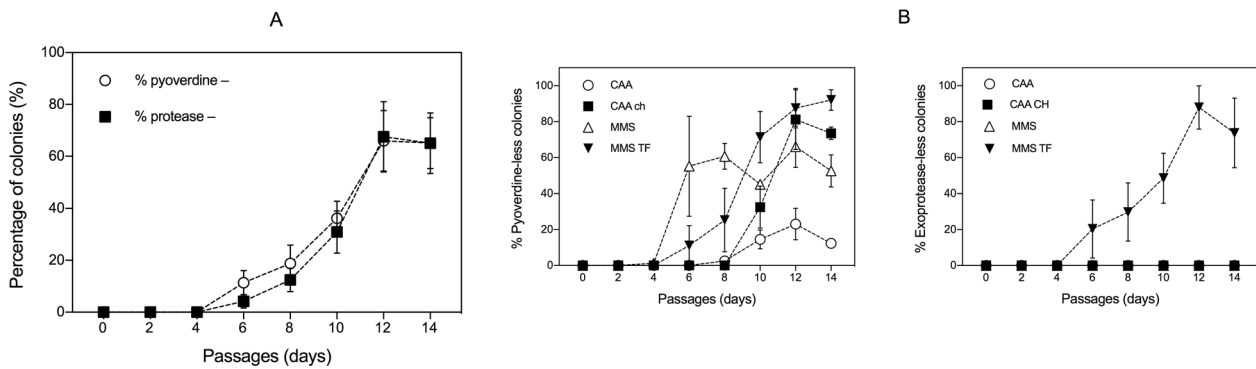 A
Percentage of colonies (%)
100
80
60
40
20
0
% pyoverdine –
% protease –
0 2 4 6 8 10 12 14
Passages (days)
B
% Pyoverdine-less colonies
100
80
60
40
20
0
CAA
CAA ch
MMS
MMS TF
0 2 4 6 8 10 12 14
Passages (days)
% Exoprotease-less colonies
100
80
60
40
20
0
CAA
CAA CH
MMS
MMS TF
0 2 4 6 8 10 12 14
Passages (days)